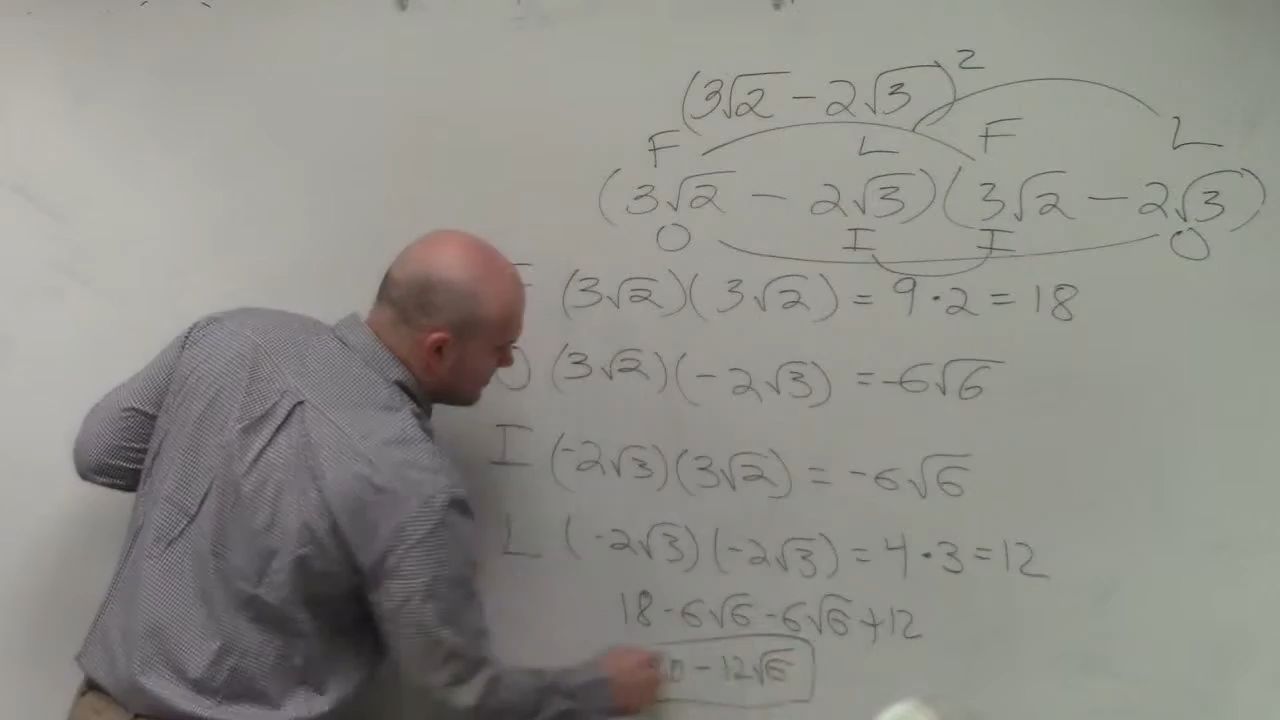 (3√2 - 2√3)²
F L F L
(3√2 - 2√3)(3√2 - 2√3)
O I I O
(3√2)(3√2) = 9·2 = 18
O (3√2)(-2√3) = -6√6
I (-2√3)(3√2) = -6√6
L (-2√3)(-2√3) = 4·3 = 12
18 - 6√6 - 6√6 + 12
- 12√6